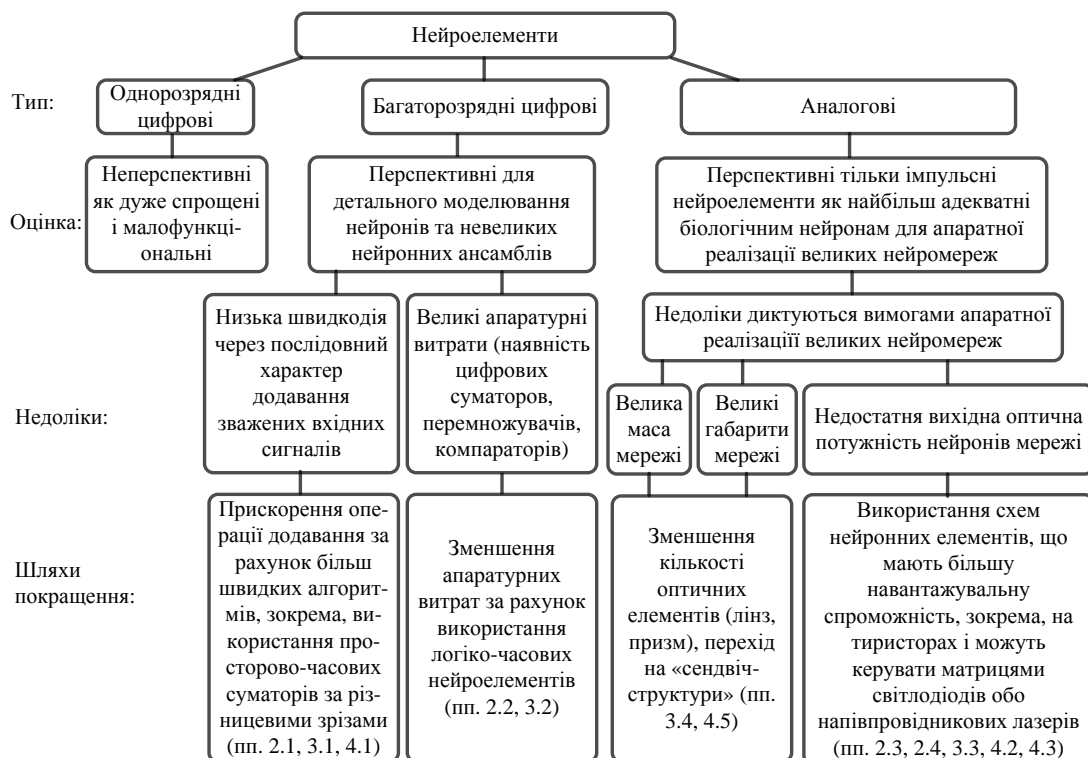 Нейроелементи
Тип:
Однорозрядні
цифрові
Багаторозрядні цифрові
Аналогові
Оцінка:
Неперспективні
як дуже спрощені
і малофункці-
ональні
Перспективні для
детального моделювання
нейронів та невеликих
нейронних ансамблів
Перспективні тільки імпульсні
нейроелементи як найбільш адекватні
біологічним нейронам для апаратної
реалізації великих нейромереж
Недоліки:
Низька швидкодія
через послідовний
характер
додавання
зважених вхідних
сигналів
Великі апаратурні
витрати (наявність
цифрових
суматоров,
перемножувачів,
компараторів)
Недоліки диктуються вимогами апаратної
реалізаціїї великих нейромереж
Велика
маса
мережі
Великі
габарити
мережі
Недостатня вихідна оптична
потужність нейронів мережі
Шляхи
покращення:
Прискорення опе-
рації додавання за
рахунок більш
швидких алгорит-
мів, зокрема, ви-
користання про-
сторово-часових
суматорів за різ-
ницевими зрізами
(пп. 2.1, 3.1, 4.1)
Зменшення
апаратурних
витрат за рахунок
використання
логіко-часових
нейроелементів
(пп. 2.2, 3.2)
Зменшення
кількості
оптичних
елементів (лінз,
призм), перехід
на «сендвіч-
структури» (пп.
3.4, 4.5)
Використання схем
нейронних елементів, що
мають більшу
навантажувальну
спроможність, зокрема, на
тиристорах і можуть
керувати матрицями
світлодіодів обо
напівпровідникових лазерів
(пп. 2.3, 2.4, 3.3, 4.2, 4.3)